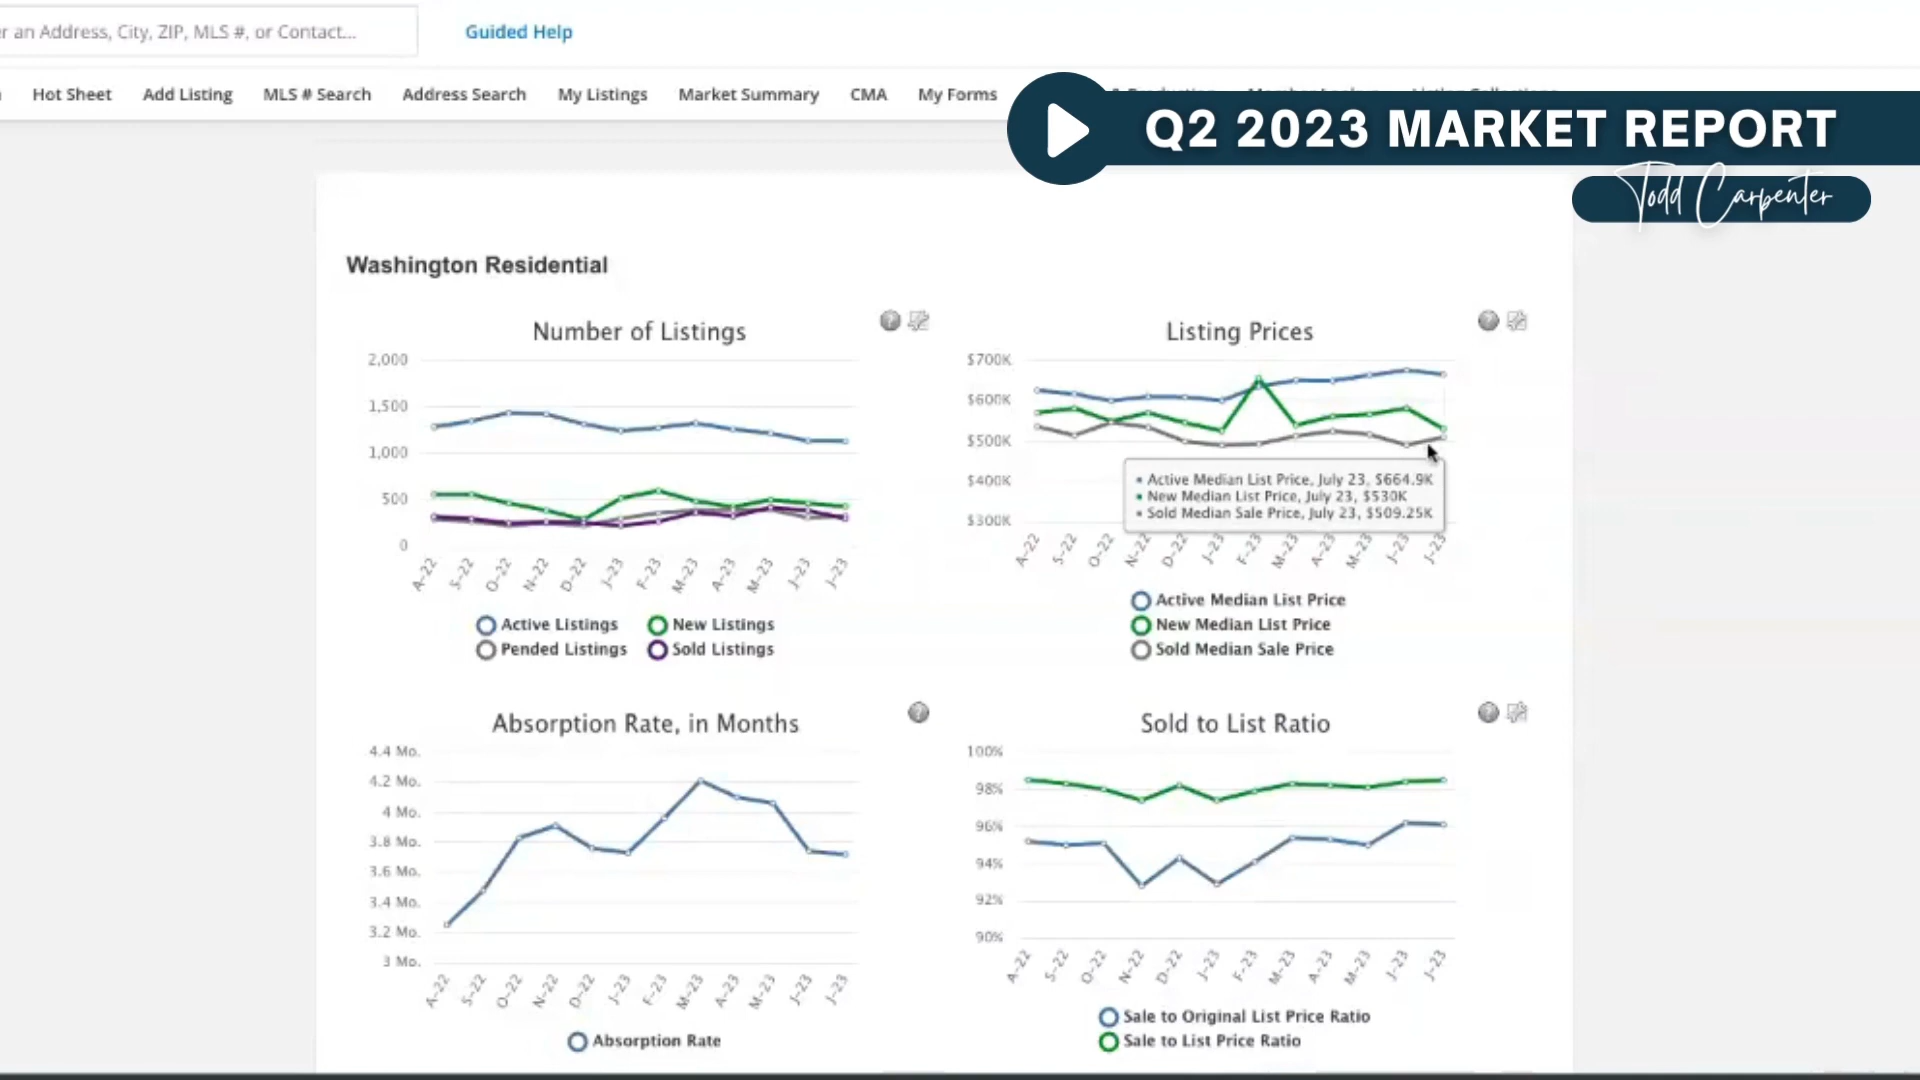 r an Address, City, ZIP, MLS #, or Contact...
Guided Help
Hot Sheet
Add Listing
MLS # Search
Address Search
My Listings
Market Summary
CMA
My Forms
Q2 2023 MARKET REPORT
Todd Carpenter
Washington Residential
Number of Listings
2,000
1,500
1,000
500
0
A-22 S-22 O-22 N-22 D-22 J-23 F-23 M-23 A-23 M-23 J-23 J-23
Active Listings
New Listings
Pended Listings
Sold Listings
Listing Prices
$700K
$600K
$500K
$400K
$300K
Active Median List Price, July 23, $664.9K
New Median List Price, July 23, $530K
Sold Median Sale Price, July 23, $509.25K
A-22 S-22 O-22 N-22 D-22 J-23 F-23 M-23 A-23 M-23 J-23 J-23
Active Median List Price
New Median List Price
Sold Median Sale Price
Absorption Rate, in Months
4.4 Mo.
4.2 Mo.
4 Mo.
3.8 Mo.
3.6 Mo.
3.4 Mo.
3.2 Mo.
3 Mo.
A-22 S-22 O-22 N-22 D-22 J-23 F-23 M-23 A-23 M-23 J-23 J-23
Absorption Rate
Sold to List Ratio
100%
98%
96%
94%
92%
90%
A-22 S-22 O-22 N-22 D-22 J-23 F-23 M-23 A-23 M-23 J-23 J-23
Sale to Original List Price Ratio
Sale to List Price Ratio